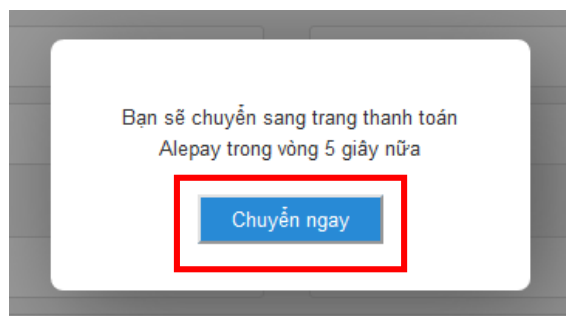 Bạn sẽ chuyển sang trang thanh toán
Alepay trong vòng 5 giây nữa
Chuyển ngay